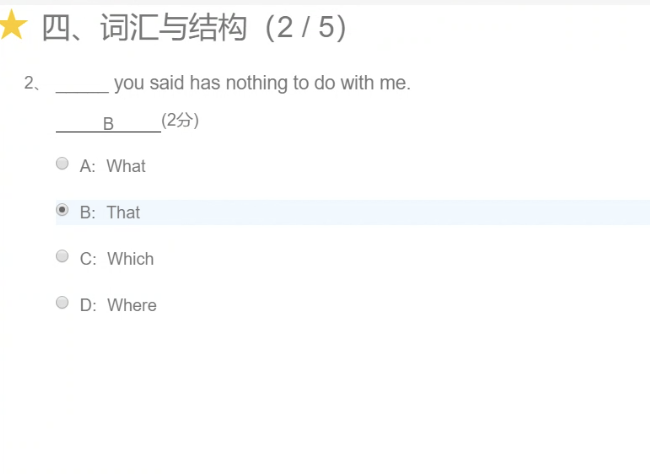 四、词汇与结构（2 / 5）
2、 _____ you said has nothing to do with me.
B (2分)
A: What
B: That
C: Which
D: Where